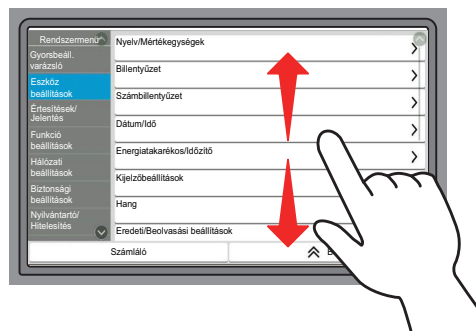 Rendszermenü
Gyorsbeáll.
varázsló
Eszköz
beállítások
Értesítések/
Jelentés
Funkció
beállítások
Hálózati
beállítások
Biztonsági
beállítások
Nyilvántartó/
Hitelesítés
Nyelv/Mértékegységek
Billentyűzet
Számbillentyűzet
Dátum/Idő
Energiatakarékos/Időzítő
Kijelzőbeállítások
Hang
Eredeti/Beolvasási beállítások
Számláló